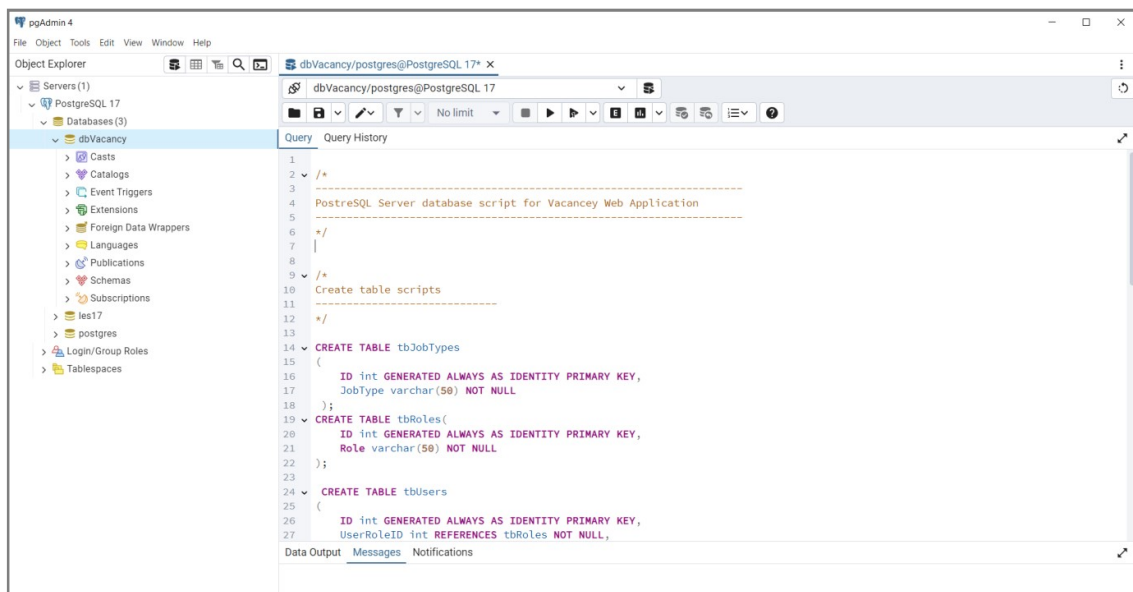 pgAdmin 4
File Object Tools Edit View Window Help
Object Explorer
Servers (1)
PostgreSQL 17
Databases (3)
dbVacancy
Casts
Catalogs
Event Triggers
Extensions
Foreign Data Wrappers
Languages
Publications
Schemas
Subscriptions
les17
postgres
Login/Group Roles
Tablespaces
dbVacancy/postgres@PostgreSQL 17*
dbVacancy/postgres@PostgreSQL 17
No limit
Query Query History
1
2 /*
3 --------------------------------------------------------------------
4 PostreSQL Server database script for Vacancey Web Application
5 --------------------------------------------------------------------
6 */
7
8
9 /*
10 Create table scripts
11 -----------------------------
12 */
13
14 CREATE TABLE tbJobTypes
15 (
16 ID int GENERATED ALWAYS AS IDENTITY PRIMARY KEY,
17 JobType varchar(50) NOT NULL
18 );
19 CREATE TABLE tbRoles(
20 ID int GENERATED ALWAYS AS IDENTITY PRIMARY KEY,
21 Role varchar(50) NOT NULL
22 );
23
24 CREATE TABLE tbUsers
25 (
26 ID int GENERATED ALWAYS AS IDENTITY PRIMARY KEY,
27 UserRoleID int REFERENCES tbRoles NOT NULL,
Data Output Messages Notifications